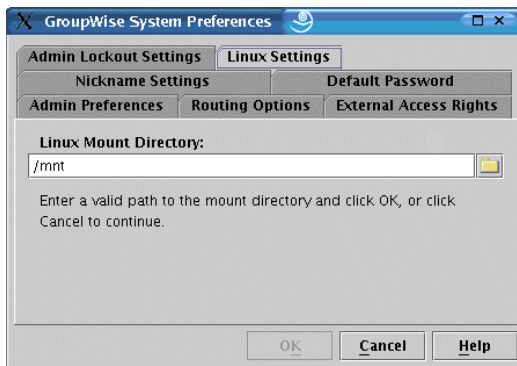 GroupWise System Preferences
Admin Lockout Settings Linux Settings
Nickname Settings Default Password
Admin Preferences Routing Options External Access Rights
Linux Mount Directory:
/mnt
Enter a valid path to the mount directory and click OK, or click
Cancel to continue.
OK Cancel Help